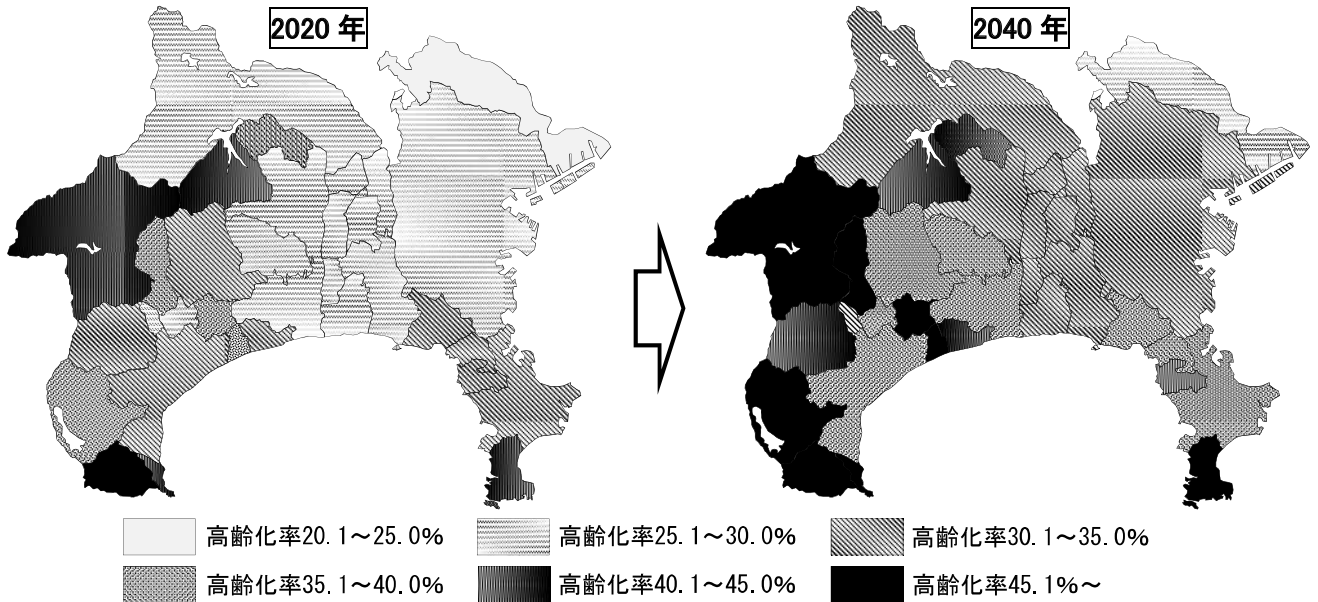 2020 年
2040 年
高齢化率20.1～25.0%
高齢化率25.1～30.0%
高齢化率30.1～35.0%
高齢化率35.1～40.0%
高齢化率40.1～45.0%
高齢化率45.1%～